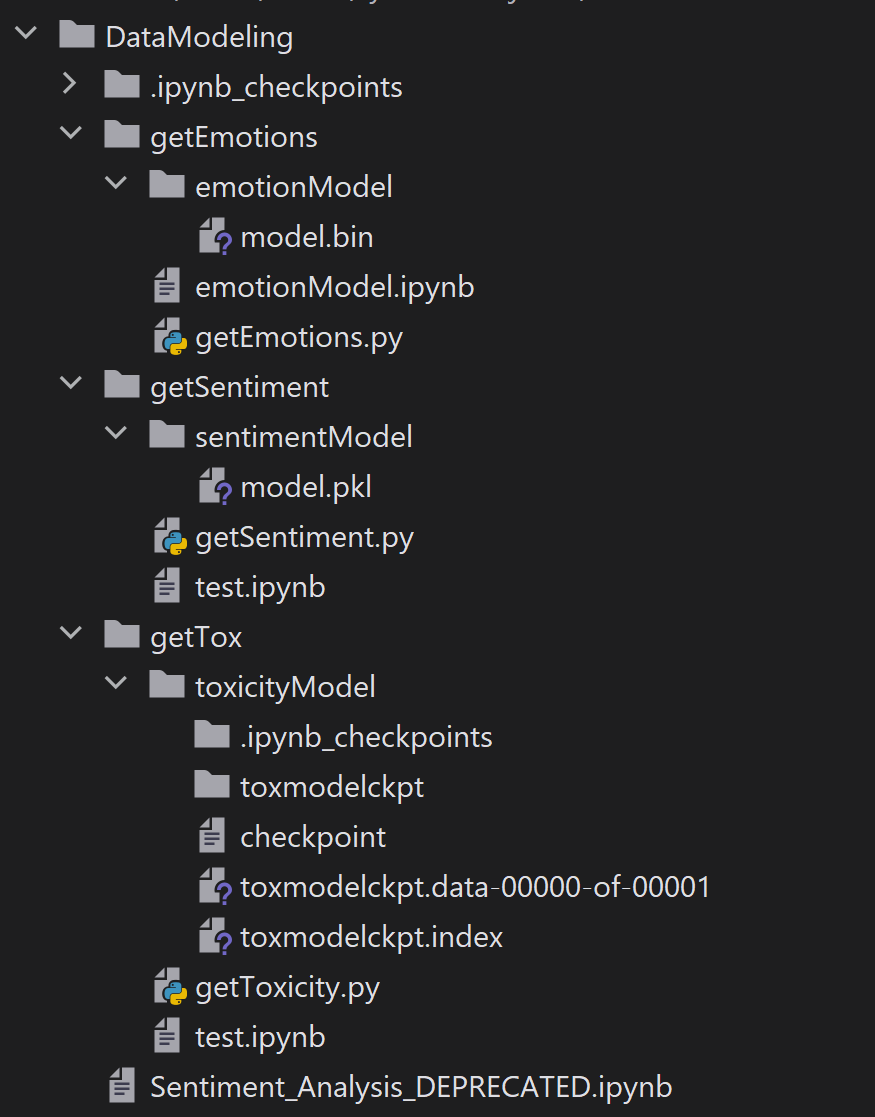 DataModeling
.ipynb_checkpoints
getEmotions
emotionModel
model.bin
emotionModel.ipynb
getEmotions.py
getSentiment
sentimentModel
model.pkl
getSentiment.py
test.ipynb
getTox
toxicityModel
.ipynb_checkpoints
toxmodelckpt
checkpoint
toxmodelckpt.data-00000-of-00001
toxmodelckpt.index
getToxicity.py
test.ipynb
Sentiment_Analysis_DEPRECATED.ipynb